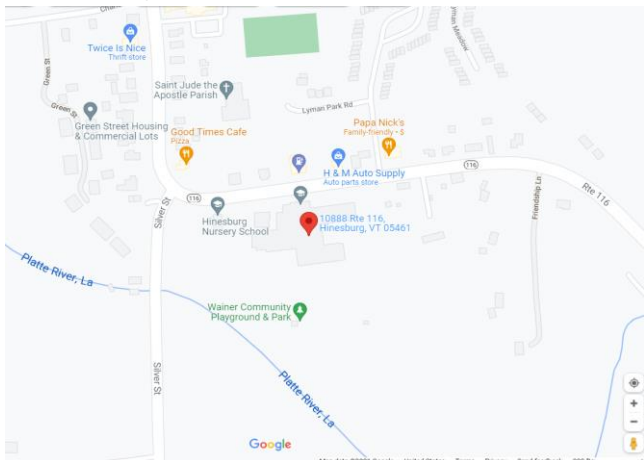 Twice Is Nice
Thrift store
Green St
Green St
Green Street Housing
& Commercial Lots
Saint Jude the
Apostle Parish
Good Times Cafe
Pizza
Lyman Park Rd
Lyman Meadow
Papa Nick's
Family-friendly • $
H & M Auto Supply
Auto parts store
116
116
Rte 116
Friendship Ln
Silver St
Hinesburg
Nursery School
10888 Rte 116,
Hinesburg, VT 05461
Platte River, La
Wainer Community
Playground & Park
Platte River, La
Silver St
Google